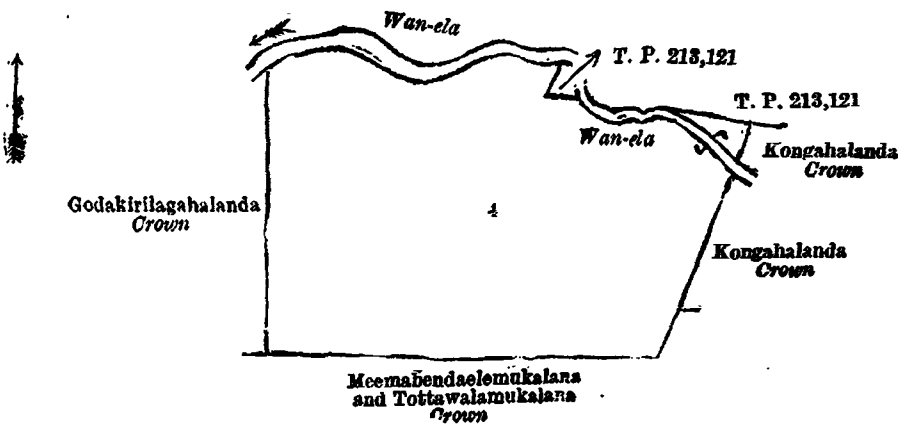 Wan-ela
T. P. 213,121
T. P. 213,121
Wan-ela
Kongahalanda
Crown
Godakirilagahalanda
Crown
4
Kongahalanda
Crown
Meemabendaelemukalana
and Tottawalamukalana
Crown